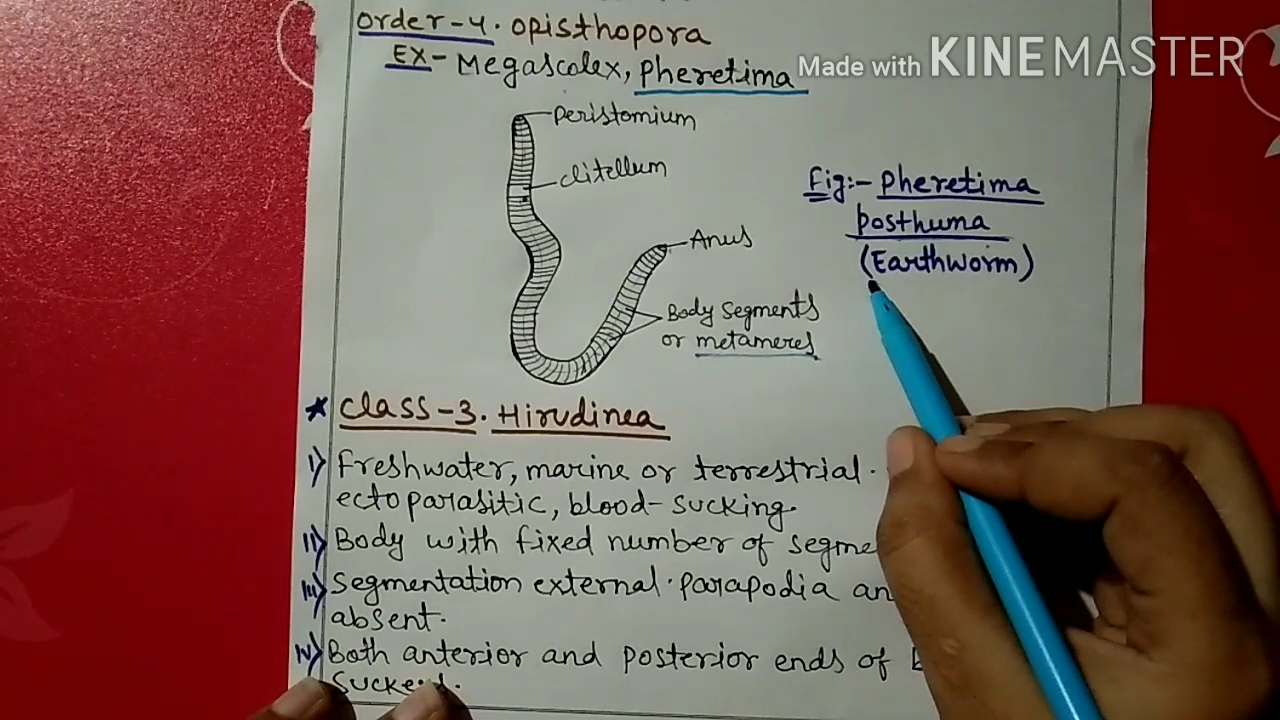 Order-4. Opisthopora
Ex- Megascolex, Pheretima
Made with KINEMASTER
Peristomium
clitellum
Fig:- Pheretima
posthuma
(Earthworm)
Anus
Body segments
or metameres
★ Class-3. Hirudinea
i) Freshwater, marine or terrestrial.
ectoparasitic, blood-sucking.
ii) Body with fixed number of segme
iii) Segmentation external. parapodia an
absent.
iv) Both anterior and posterior ends of